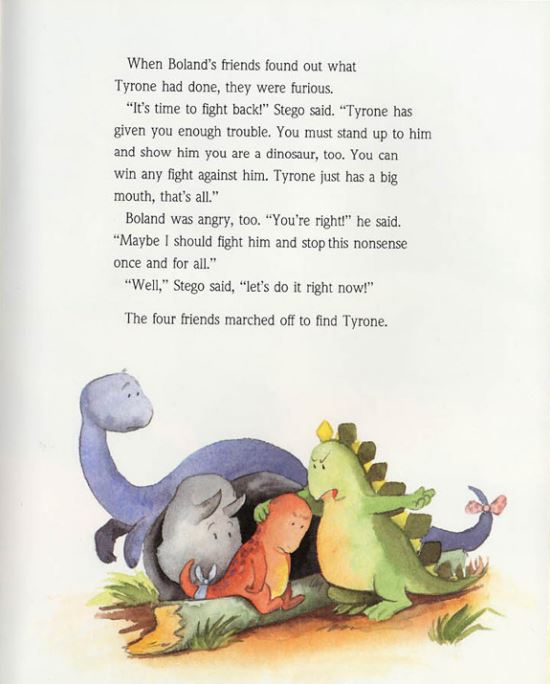 When Boland's friends found out what
Tyrone had done, they were furious.
"It's time to fight back!" Stego said. "Tyrone has
given you enough trouble. You must stand up to him
and show him you are a dinosaur, too. You can
win any fight against him. Tyrone just has a big
mouth, that's all."
Boland was angry, too. "You're right!" he said.
"Maybe I should fight him and stop this nonsense
once and for all."
"Well," Stego said, "let's do it right now!"
The four friends marched off to find Tyrone.